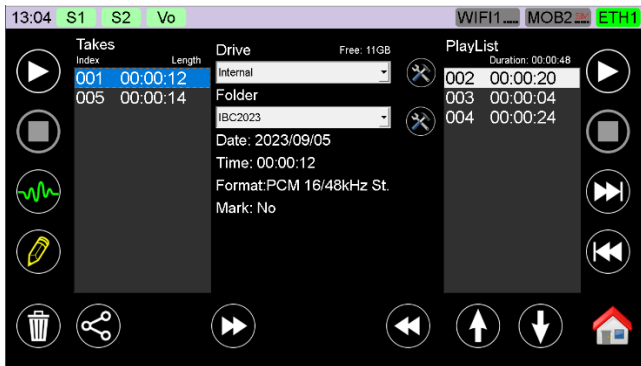 13:04 S1 S2 Vo WIFI1 MOB2 SIM ETH1
Takes
Index Length
001 00:00:12
005 00:00:14
Drive Free: 11GB
Internal
Folder
IBC2023
Date: 2023/09/05
Time: 00:00:12
Format:PCM 16/48kHz St.
Mark: No
PlayList
Duration: 00:00:48
002 00:00:20
003 00:00:04
004 00:00:24